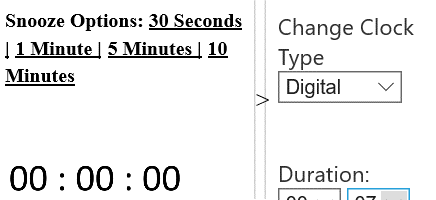 Snooze Options: 30 Seconds
| 1 Minute | 5 Minutes | 10
Minutes
00 : 00 : 00
>
Change Clock
Type
Digital
Duration: